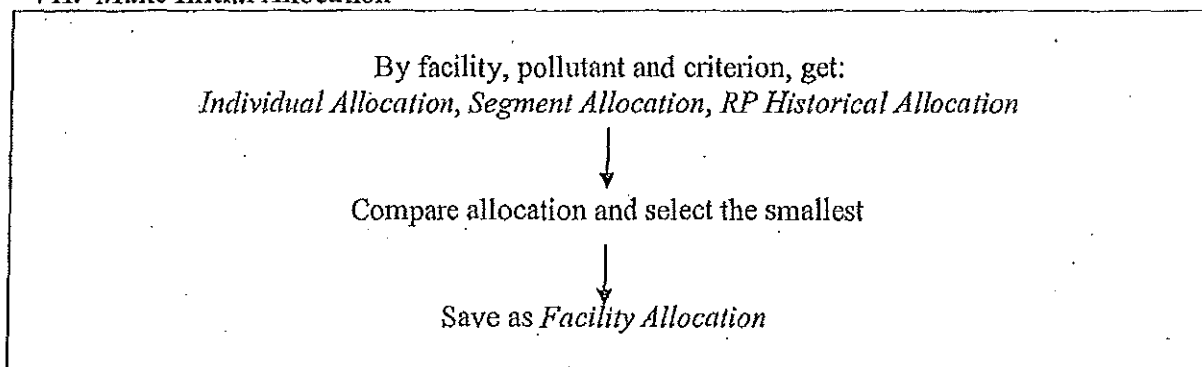 By facility, pollutant and criterion, get:
Individual Allocation, Segment Allocation, RP Historical Allocation
Compare allocation and select the smallest
Save as Facility Allocation